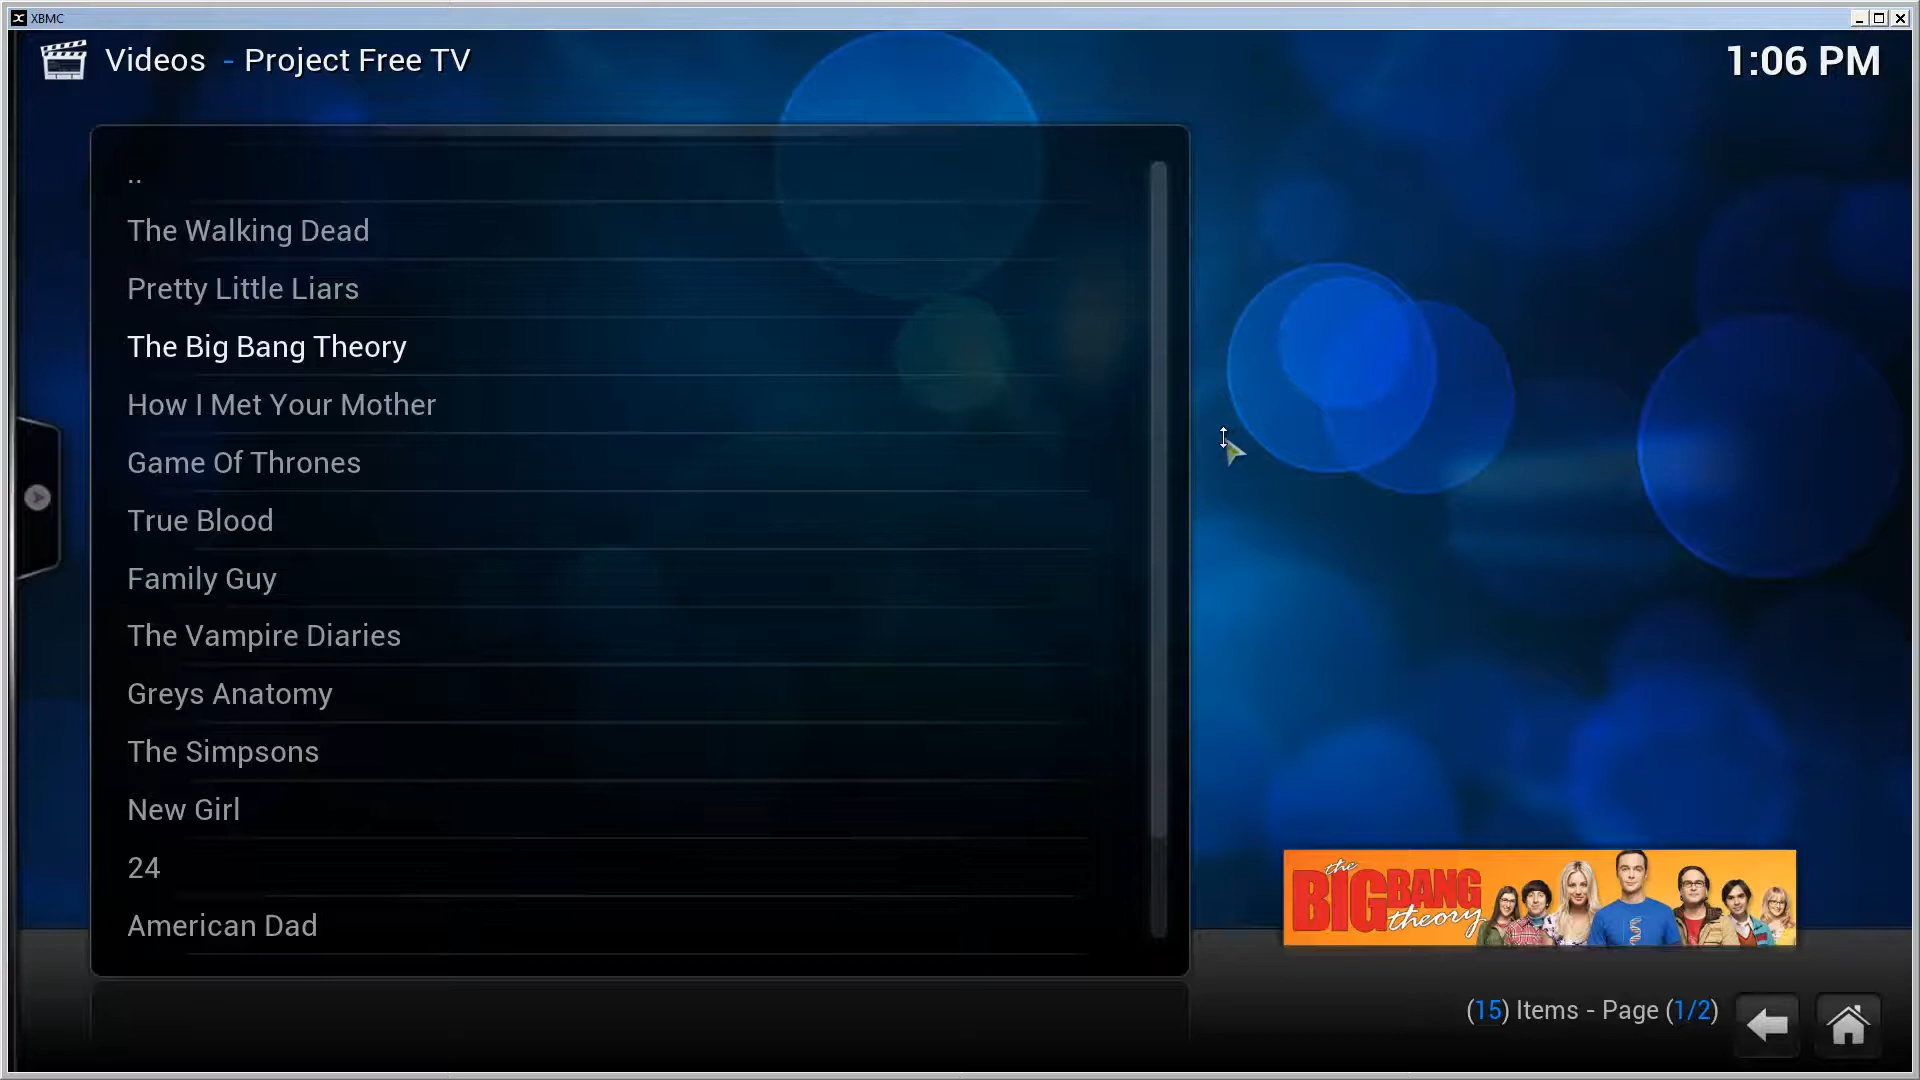 XBMC
Videos - Project Free TV
1:06 PM
..
The Walking Dead
Pretty Little Liars
The Big Bang Theory
How I Met Your Mother
Game Of Thrones
True Blood
Family Guy
The Vampire Diaries
Greys Anatomy
The Simpsons
New Girl
24
American Dad
the
BIG BANG
theory
(15) Items - Page (1/2)